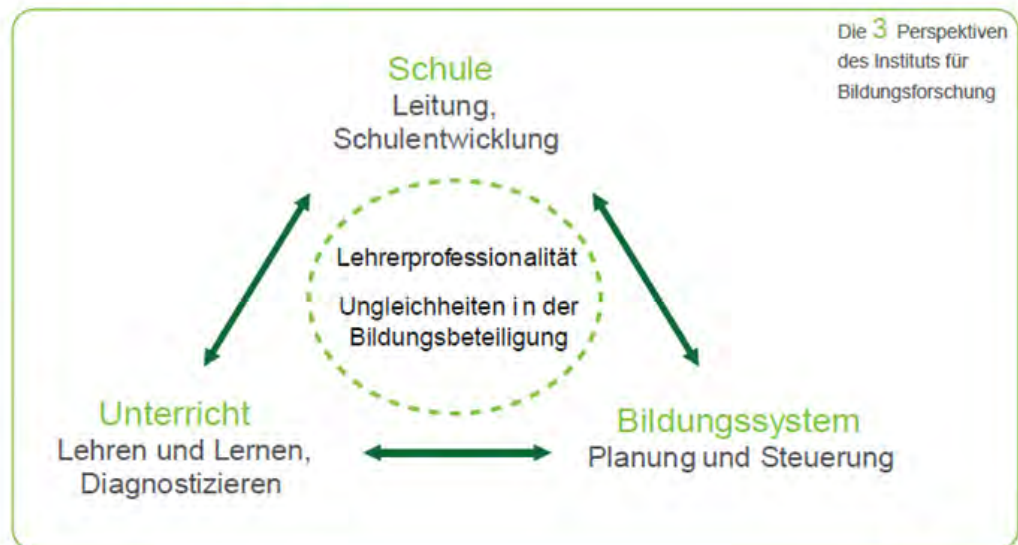 Die 3 Perspektiven
des Instituts für
Bildungsforschung
Schule
Leitung,
Schulentwicklung
Lehrerprofessionalität
Ungleichheiten in der
Bildungsbeteiligung
Unterricht
Lehren und Lernen,
Diagnostizieren
Bildungssystem
Planung und Steuerung